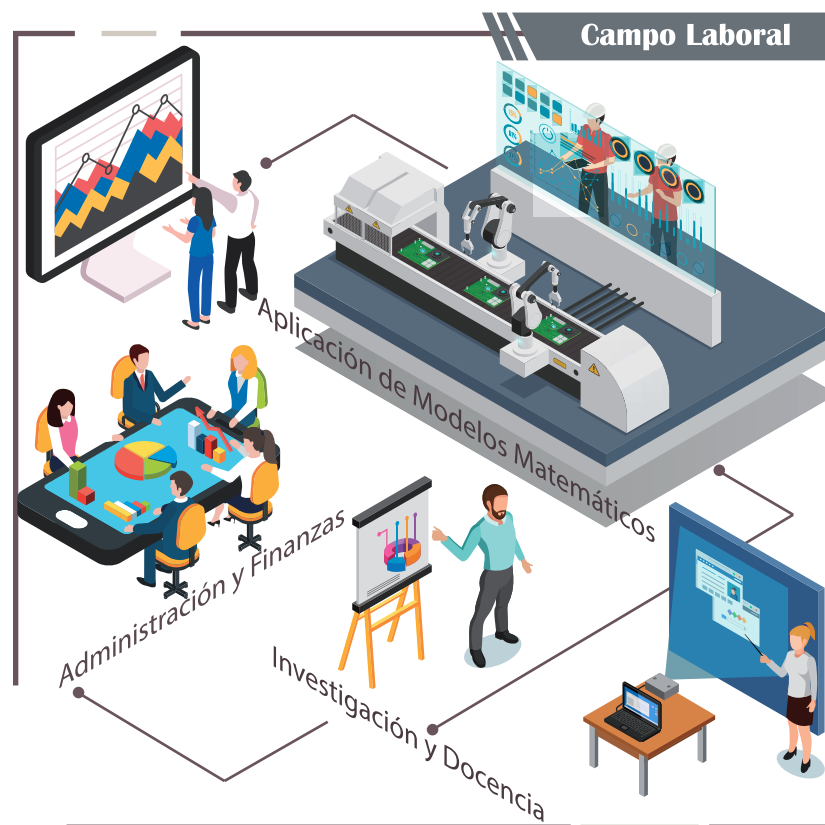 Campo Laboral
Aplicación de Modelos Matemáticos
Administración y Finanzas
Investigación y Docencia